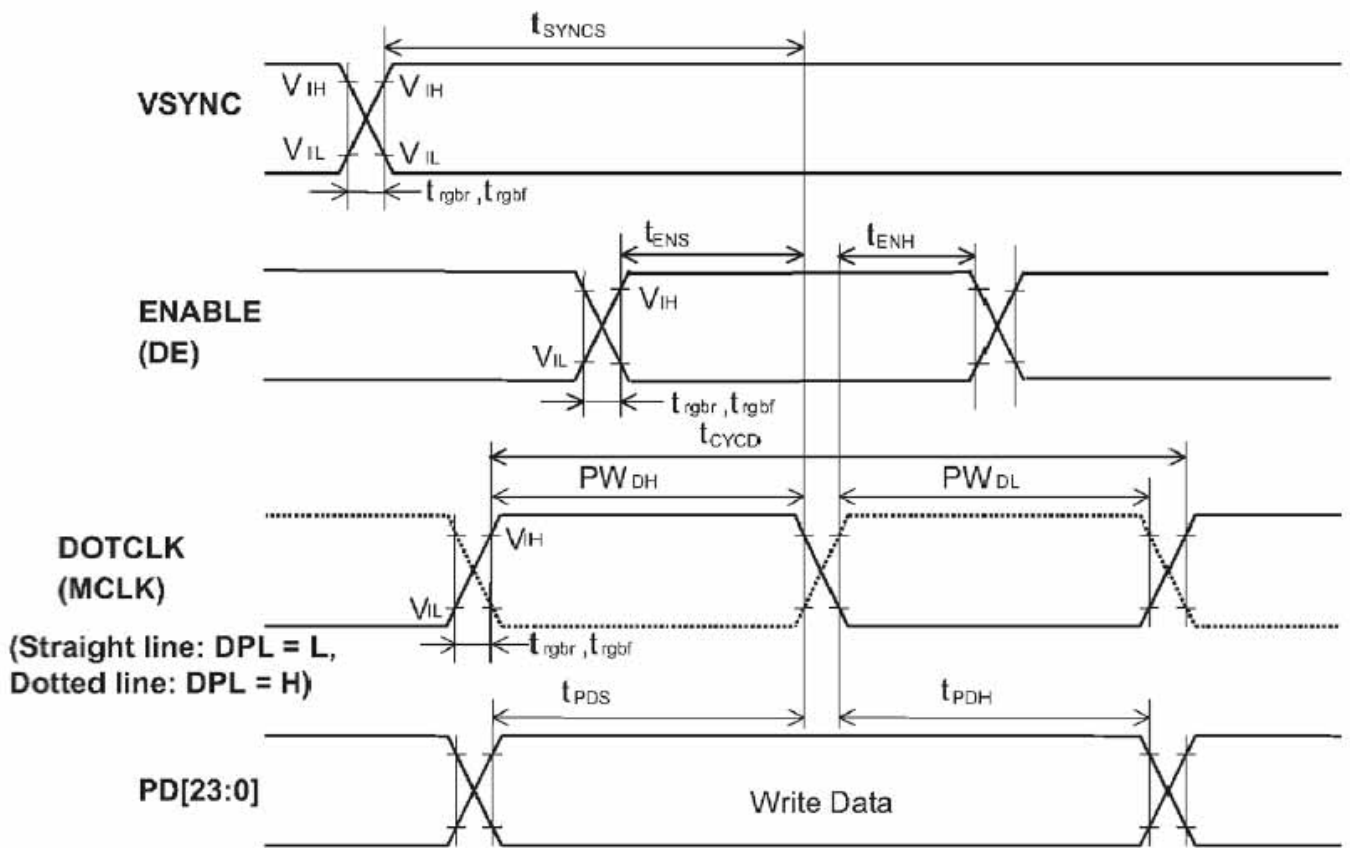 tSYNCS
VSYNC
VIH
VIH
VIL
VIL
trgbr ,trgbf
tENS
tENH
ENABLE
(DE)
VIH
VIL
trgbr ,trgbf
tCYCD
PWDH
PWDL
DOTCLK
(MCLK)
VIH
VIL
(Straight line: DPL = L,
Dotted line: DPL = H)
trgbr ,trgbf
tPDS
tPDH
PD[23:0]
Write Data